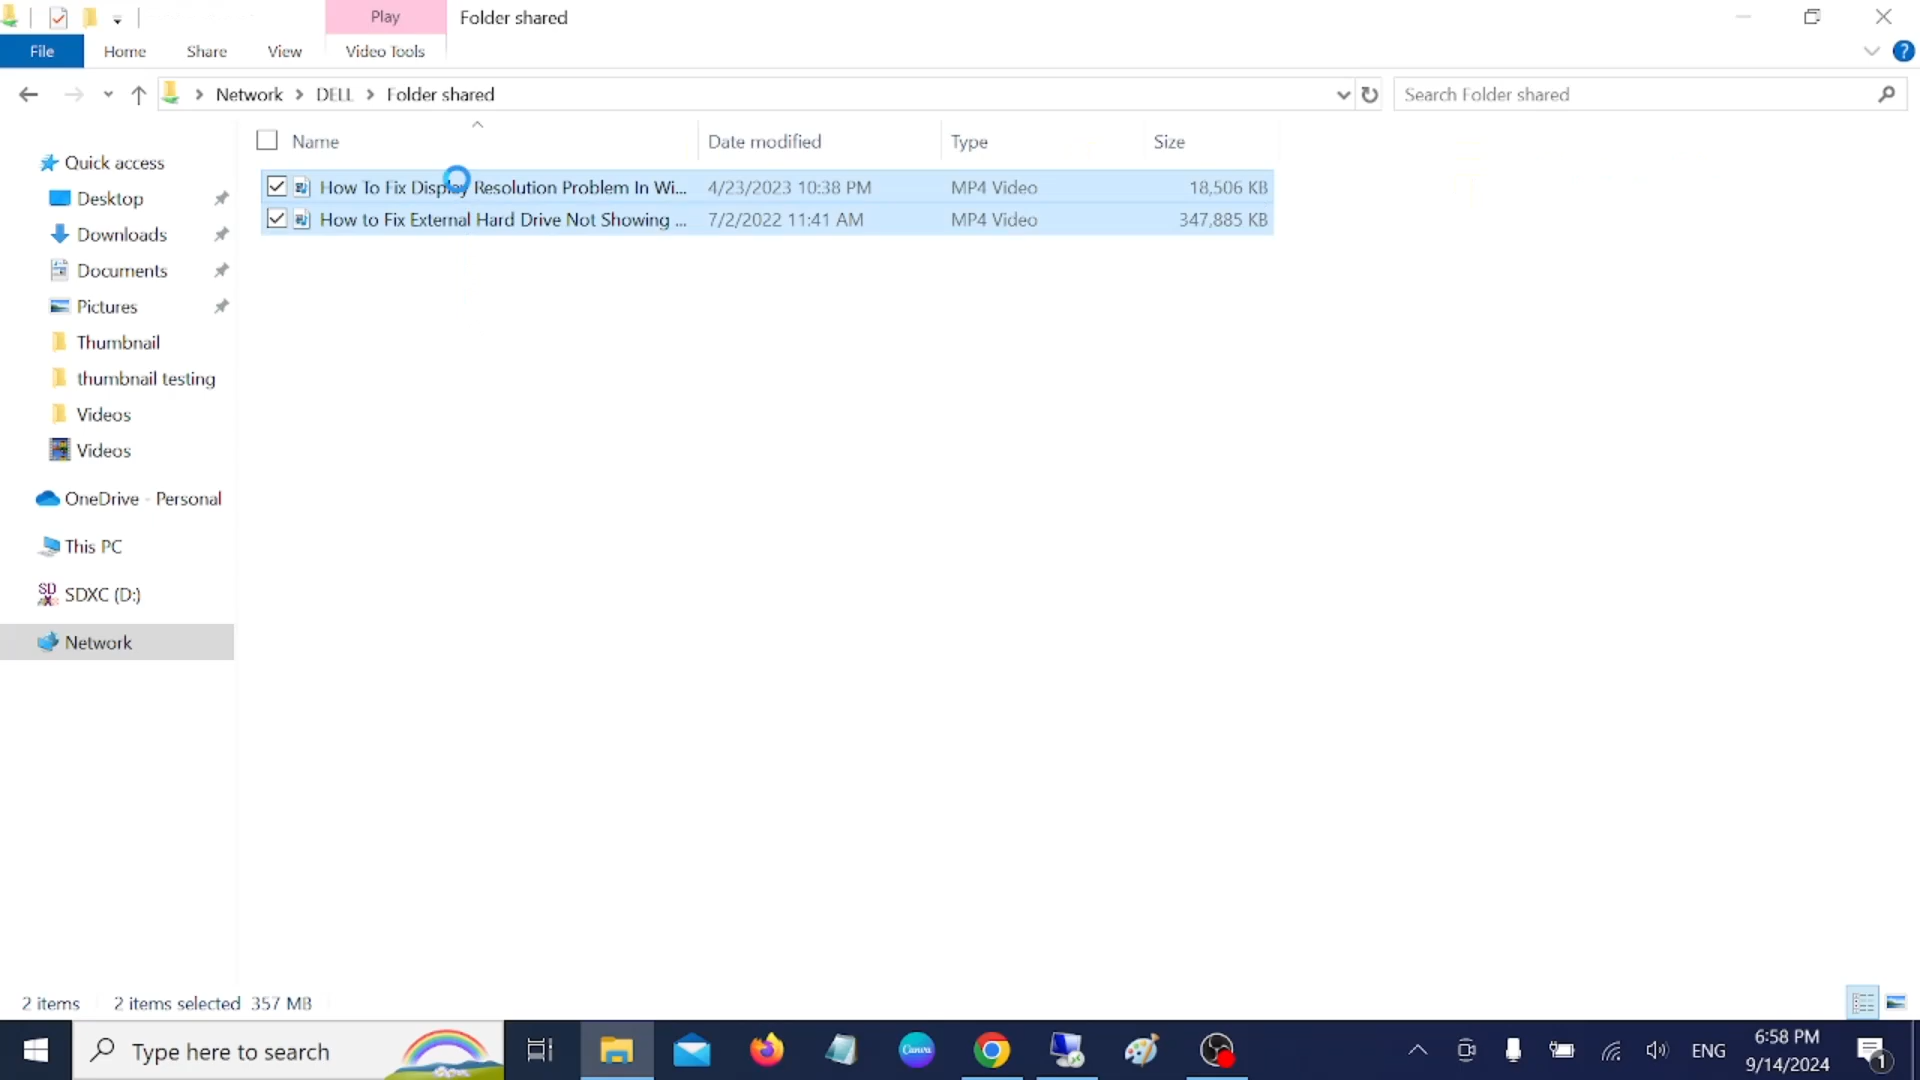 Play
Folder shared
File
Home
Share
View
Video Tools
Network
DELL
Folder shared
Search Folder shared
Name
Date modified
Type
Size
How To Fix Display Resolution Problem In Wi...
4/23/2023 10:38 PM
MP4 Video
18,506 KB
How to Fix External Hard Drive Not Showing ...
7/2/2022 11:41 AM
MP4 Video
347,885 KB
Quick access
Desktop
Downloads
Documents
Pictures
Thumbnail
thumbnail testing
Videos
Videos
OneDrive - Personal
This PC
SD
SDXC (D:)
Network
2 items
2 items selected 357 MB
Type here to search
Canva
ENG
6:58 PM
9/14/2024
1